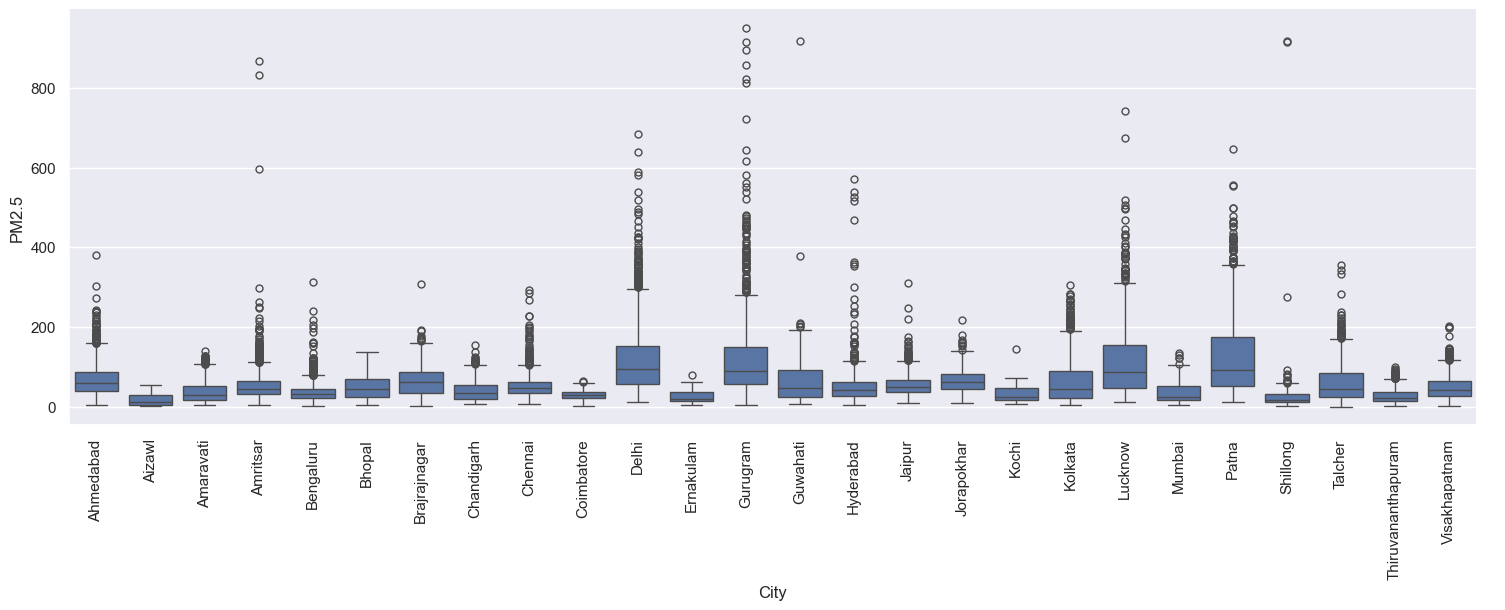 PM2.5
800
600
400
200
0
Ahmedabad
Aizawl
Amaravati
Amritsar
Bengaluru
Bhopal
Brajrajnagar
Chandigarh
Chennai
Coimbatore
Delhi
Ernakulam
Gurugram
Guwahati
Hyderabad
Jaipur
Jorapokhar
Kochi
Kolkata
Lucknow
Mumbai
Patna
Shillong
Talcher
Thiruvananthapuram
Visakhapatnam
City